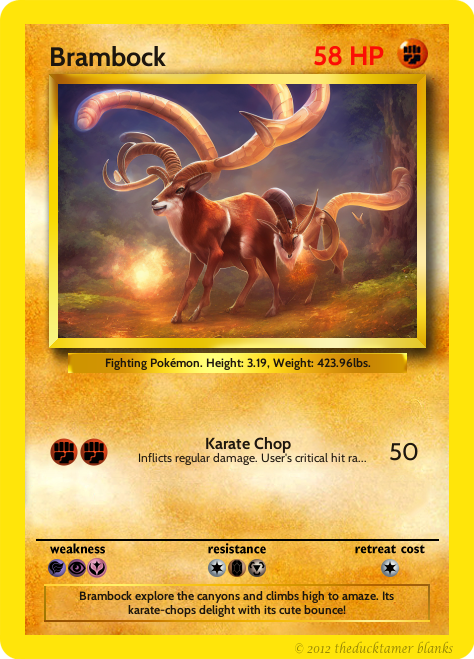 Brambock 58 HP
Fighting Pokémon. Height: 3.19, Weight: 423.96lbs.
Karate Chop 50
Inflicts regular damage. User's critical hit ra...
weakness resistance retreat cost
Brambock explore the canyons and climbs high to amaze. Its
karate-chops delight with its cute bounce!
© 2012 theducktamer blanks